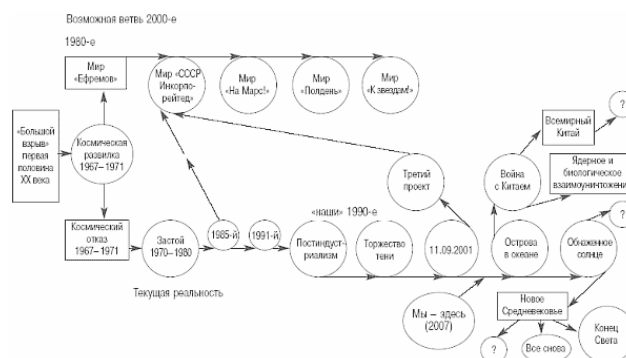 Возможная ветвь 2000-е
1980-е
Мир
«Ефремов»
Мир «СССР
Инкорпо-
рейтед»
Мир
«На Марс!»
Мир
«Полдень»
Мир
«К звездам!»
«Большой
взрыв»
первая
половина
XX века
Космическая
развилка
1967–1971
Космический
отказ
1967–1971
Застой
1970–1980
1985-й
1991-й
«наши» 1990-е
Постиндуст-
риализм
Торжество
тени
Третий
проект
11.09.2001
Война
с Китаем
Острова
в океане
Всемирный
Китай
?
Ядерное и
биологическое
взаимоуничтожение
?
Обнаженное
солнце
Текущая реальность
Мы – здесь
(2007)
Новое
Средневековье
?
Все снова
Конец
Света